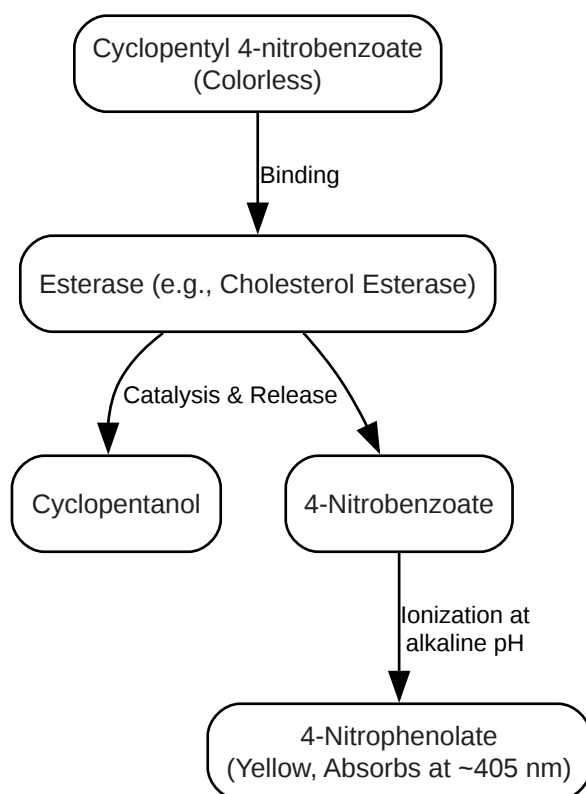 Cyclopentyl 4-nitrobenzoate
(Colorless)
Binding
Esterase (e.g., Cholesterol Esterase)
Catalysis & Release
Cyclopentanol
4-Nitrobenzoate
Ionization at
alkaline pH
4-Nitrophenolate
(Yellow, Absorbs at ~405 nm)